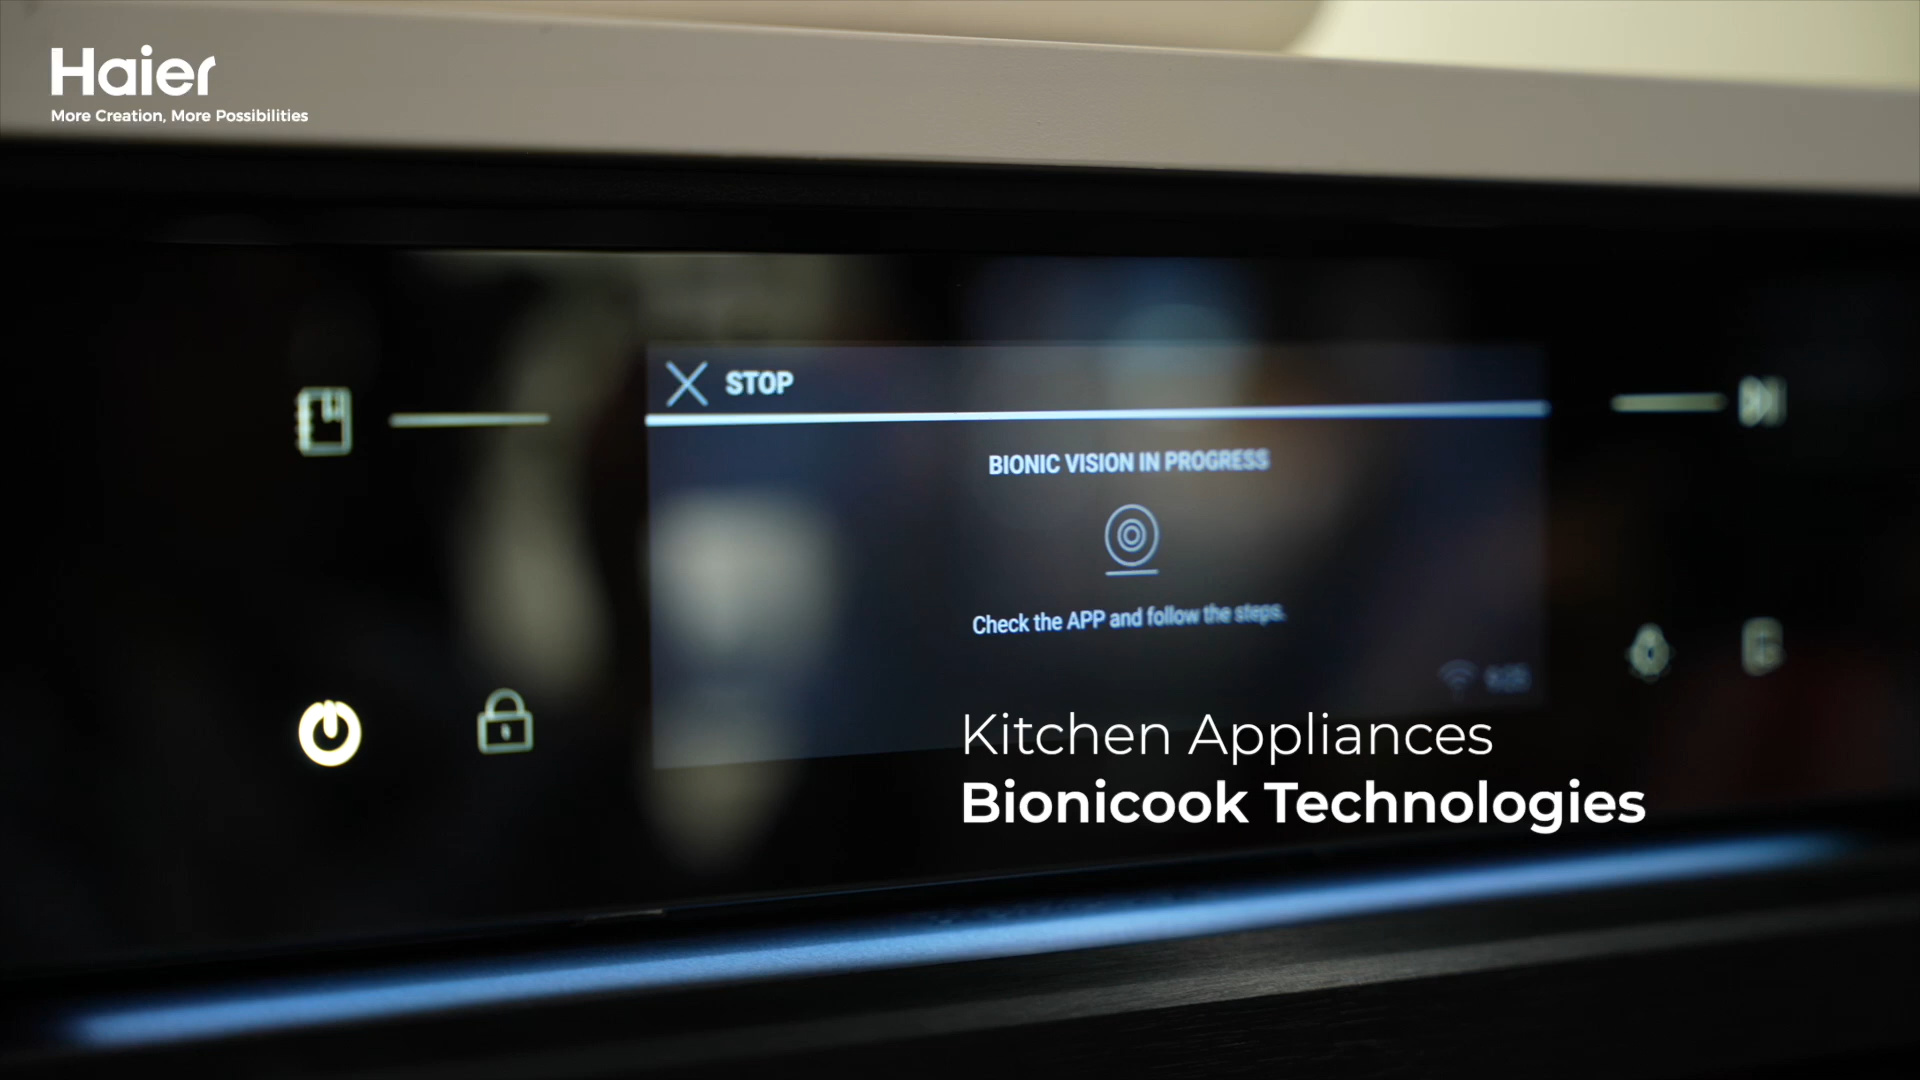 Haier
More Creation, More Possibilities
STOP
BIONIC VISION IN PROGRESS
Check the APP and follow the steps.
Kitchen Appliances
Bionicook Technologies